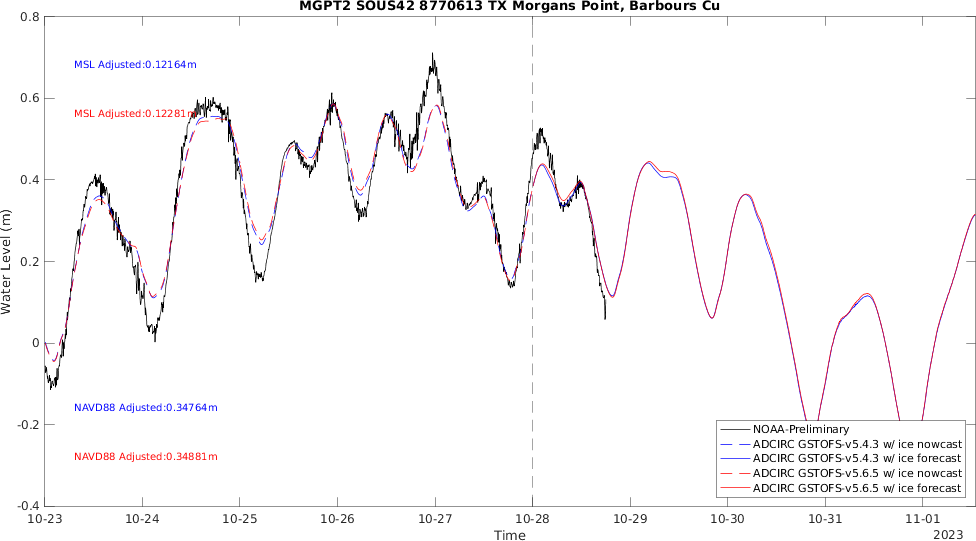 MGPT2 SOUS42 8770613 TX Morgans Point, Barbours Cu
0.8
0.6
0.4
0.2
0
-0.2
-0.4
Water Level (m)
MSL Adjusted:0.12164m
MSL Adjusted:0.12281m
NAVD88 Adjusted:0.34764m
NAVD88 Adjusted:0.34881m
NOAA-Preliminary
ADCIRC GSTOFS-v5.4.3 w/ ice nowcast
ADCIRC GSTOFS-v5.4.3 w/ ice forecast
ADCIRC GSTOFS-v5.6.5 w/ ice nowcast
ADCIRC GSTOFS-v5.6.5 w/ ice forecast
10-23 10-24 10-25 10-26 10-27 10-28 10-29 10-30 10-31 11-01
Time
2023